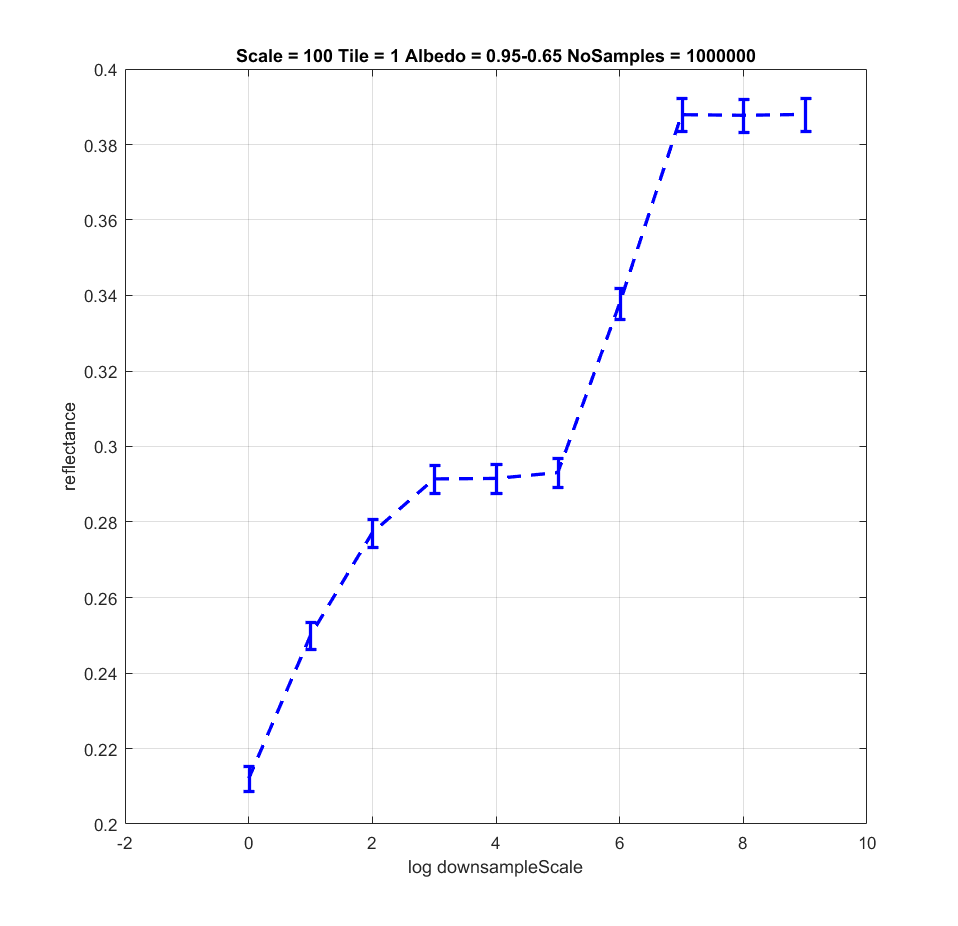 Scale = 100 Tile = 1 Albedo = 0.95-0.65 NoSamples = 1000000
0.4
0.38
0.36
0.34
0.32
0.3
0.28
0.26
0.24
0.22
0.2
reflectance
-2 0 2 4 6 8 10
log downsampleScale